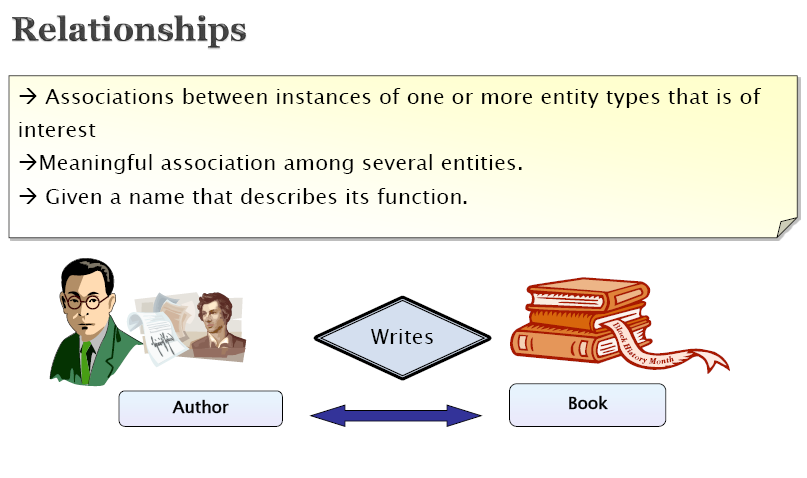 Relationships
→ Associations between instances of one or more entity types that is of
interest
→Meaningful association among several entities.
→ Given a name that describes its function.
Writes
Black History Month
Author
Book